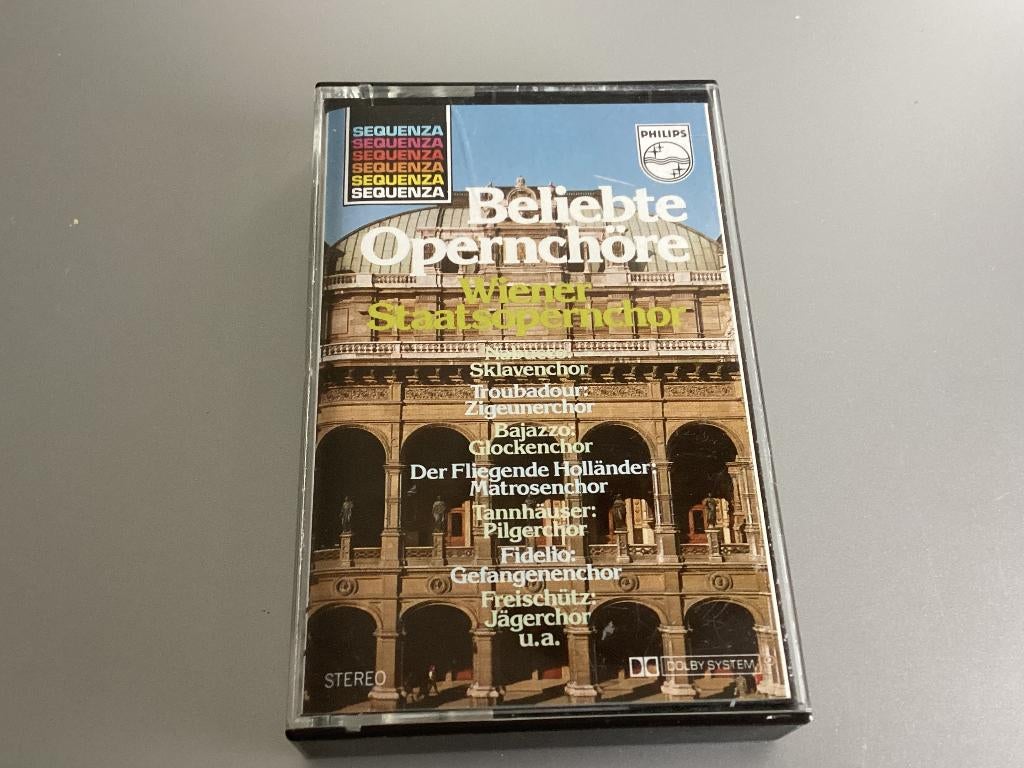 SEQUENZA
SEQUENZA
SEQUENZA
SEQUENZA
SEQUENZA
SEQUENZA
PHILIPS
Beliebte
Opernchöre
Wiener
Staatsopernchor
Nabucco:
Sklavenchor
Troubadour:
Zigeunerchor
Bajazzo:
Glockenchor
Der Fliegende Holländer:
Matrosenchor
Tannhäuser:
Pilgerchor
Fidelio:
Gefangenenchor
Freischütz:
Jägerchor
u.a.
STEREO
DOLBY SYSTEM